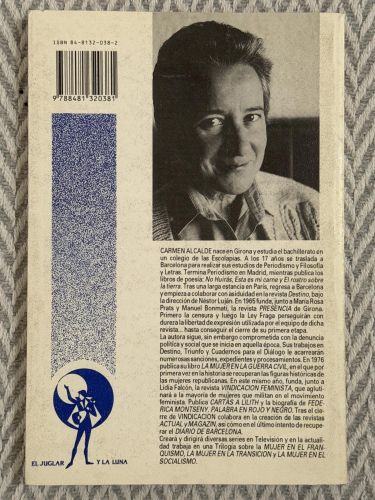 ISBN 84-8132-038-2
9 788481 320381
CARMEN ALCALDE nace en Girona y estudia el bachillerato en
un colegio de las Escolapias. A los 17 años se traslada a
Barcelona para realizar sus estudios de Periodismo y Filosofía
y Letras. Termina Periodismo en Madrid, mientras publica los
libros de poesía: No Huirás, Esta es mi carne y El rostro sobre
la tierra. Tras una larga estancia en París, regresa a Barcelona
y empieza a colaborar con asiduidad en la revista Destino, bajo
la dirección de Néstor Luján. En 1965 funda, junto a Maria Rosa
Prats y Manuel Bonmatí, la revista PRESENCIA de Girona.
Primero la censura y luego la Ley Fraga perseguirán con
dureza la libertad de expresión utilizada por el equipo de dicha
revista... hasta conseguir el cierre de su primera etapa.
La autora sigue, sin embargo comprometida con la denuncia
política y social que se inicia en aquella época. Sus trabajos en
Destino, Triunfo y Cuadernos para el Diálogo le acarrearán
numerosas sanciones, expedientes y procesamientos. En 1976
publica su libro LA MUJER EN LA GUERRA CIVIL, en el que por
primera vez en la historia se recuperan las figuras históricas de
las mujeres republicanas. En este mismo año, funda, junto a
Lidia Falcón, la revista VINDICACION FEMINISTA, que agluti-
nará a la mayoría de mujeres que militan en el movimiento
feminista. Publica CARTAS A LILITH y la biografía de FEDE-
RICA MONTSENY. PALABRA EN ROJO Y NEGRO. Tras el cie-
rre de VINDICACION colabora en la creación de las revistas
ACTUAL y MAGAZIN, así como en el último intento de recupe-
rar el DIARIO DE BARCELONA.
Creará y dirigirá diversas series en Televisión y en la actuali-
dad trabaja en una Trilogía sobre la MUJER EN EL FRAN-
QUISMO, LA MUJER EN LA TRANSICION y LA MUJER EN EL
SOCIALISMO.
EL JUGLAR Y LA LUNA